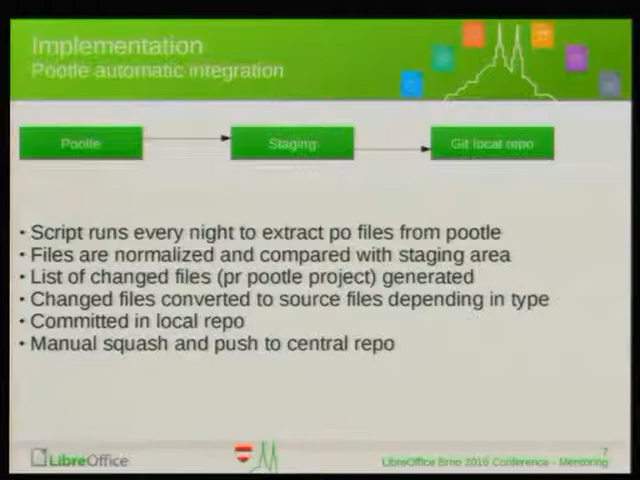 Implementation
Pootle automatic integration
Pootle
Staging
Git local repo
• Script runs every night to extract po files from pootle
• Files are normalized and compared with staging area
• List of changed files (pr pootle project) generated
• Changed files converted to source files depending in type
• Committed in local repo
• Manual squash and push to central repo
7
LibreOffice
LibreOffice Brno 2016 Conference - Mentoring